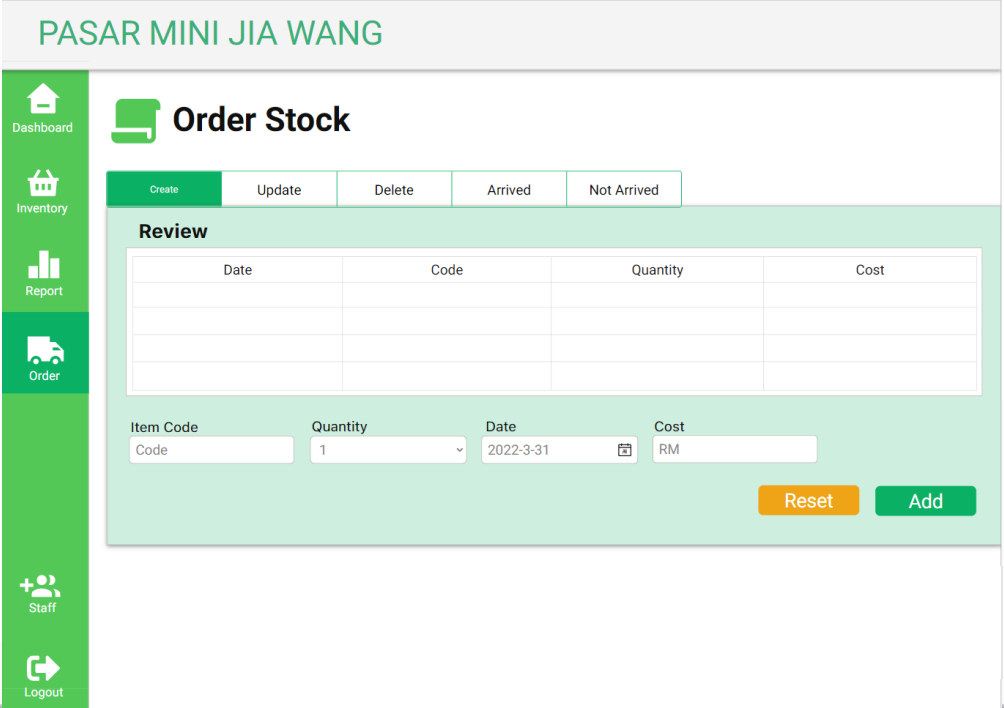 PASAR MINI JIA WANG
Dashboard
Inventory
Report
Order
Staff
Logout
Order Stock
Create Update Delete Arrived Not Arrived
Review
Date Code Quantity Cost
Item Code Quantity Date Cost
Code 1 2022-3-31 RM
Reset Add